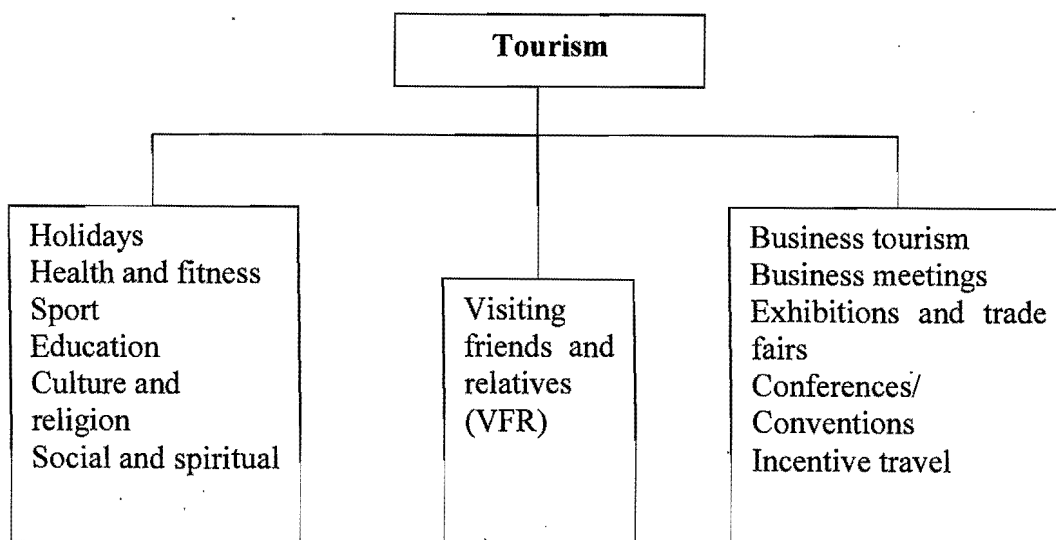 Tourism
Holidays
Health and fitness
Sport
Education
Culture and
religion
Social and spiritual
Visiting
friends and
relatives
(VFR)
Business tourism
Business meetings
Exhibitions and trade
fairs
Conferences/
Conventions
Incentive travel